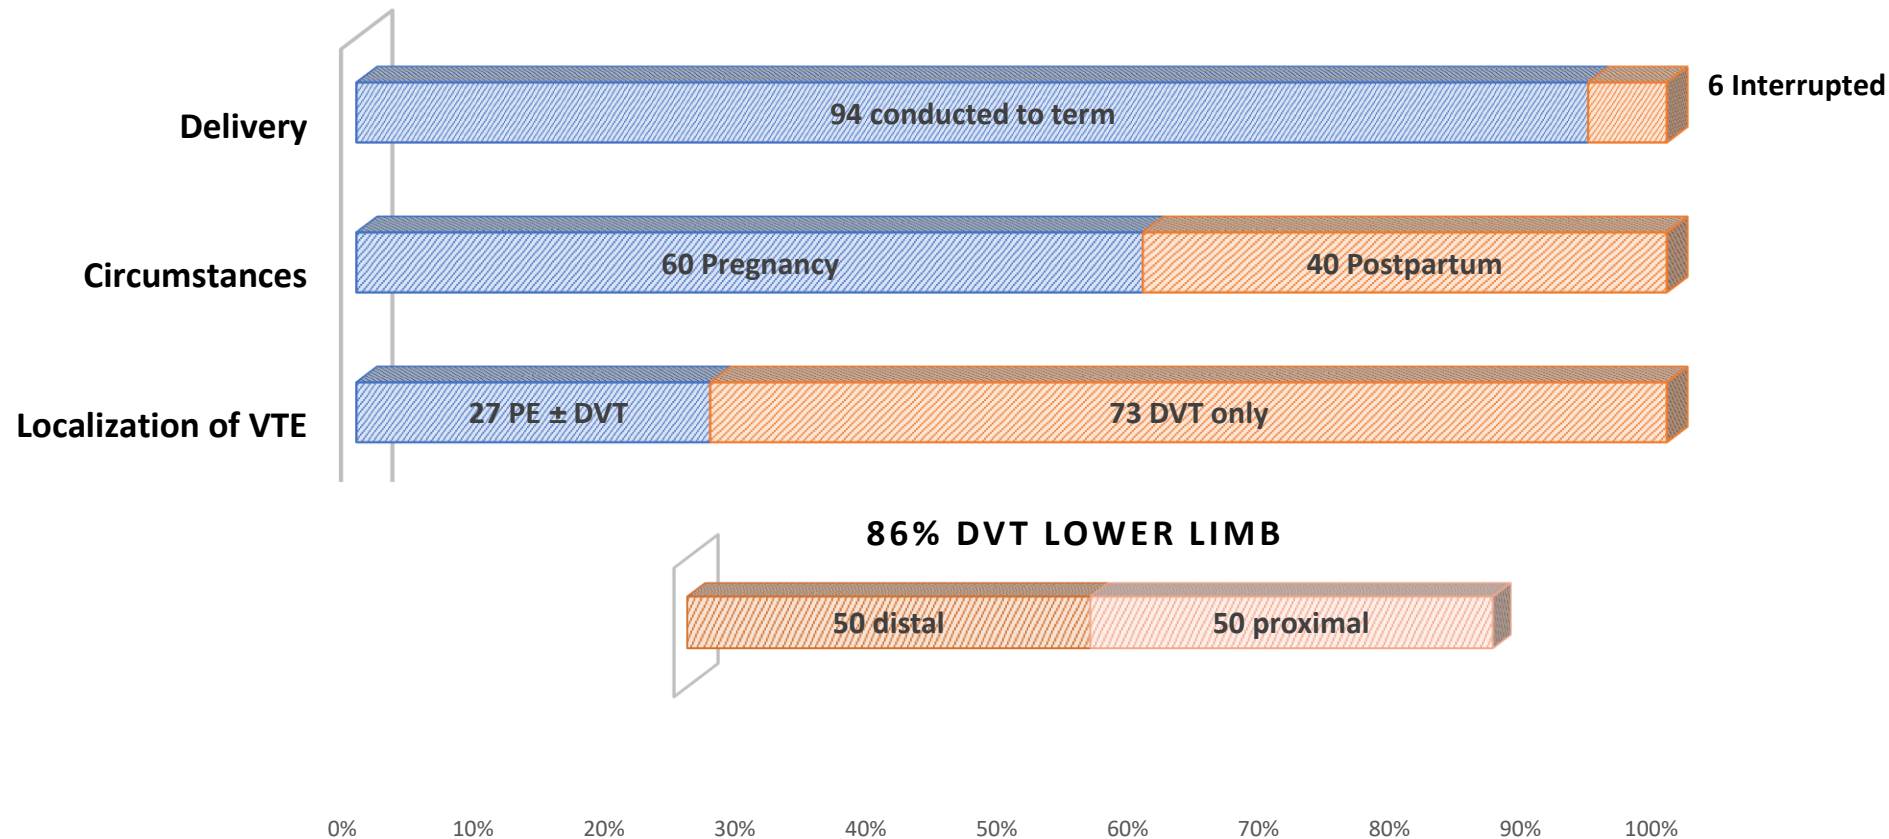 Delivery
94 conducted to term
6 Interrupted
Circumstances
60 Pregnancy
40 Postpartum
Localization of VTE
27 PE ± DVT
73 DVT only
86% DVT LOWER LIMB
50 distal
50 proximal
0% 10% 20% 30% 40% 50% 60% 70% 80% 90% 100%